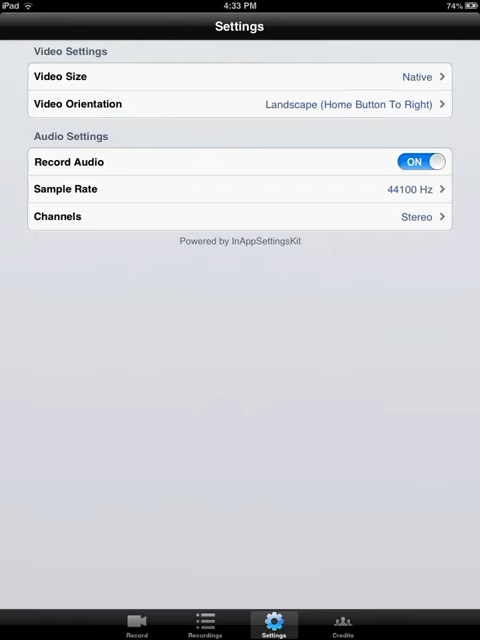 iPad 4:33 PM 74%
Settings
Video Settings
Video Size Native
Video Orientation Landscape (Home Button To Right)
Audio Settings
Record Audio ON
Sample Rate 44100 Hz
Channels Stereo
Powered by InAppSettingsKit
Record Recordings Settings Credits